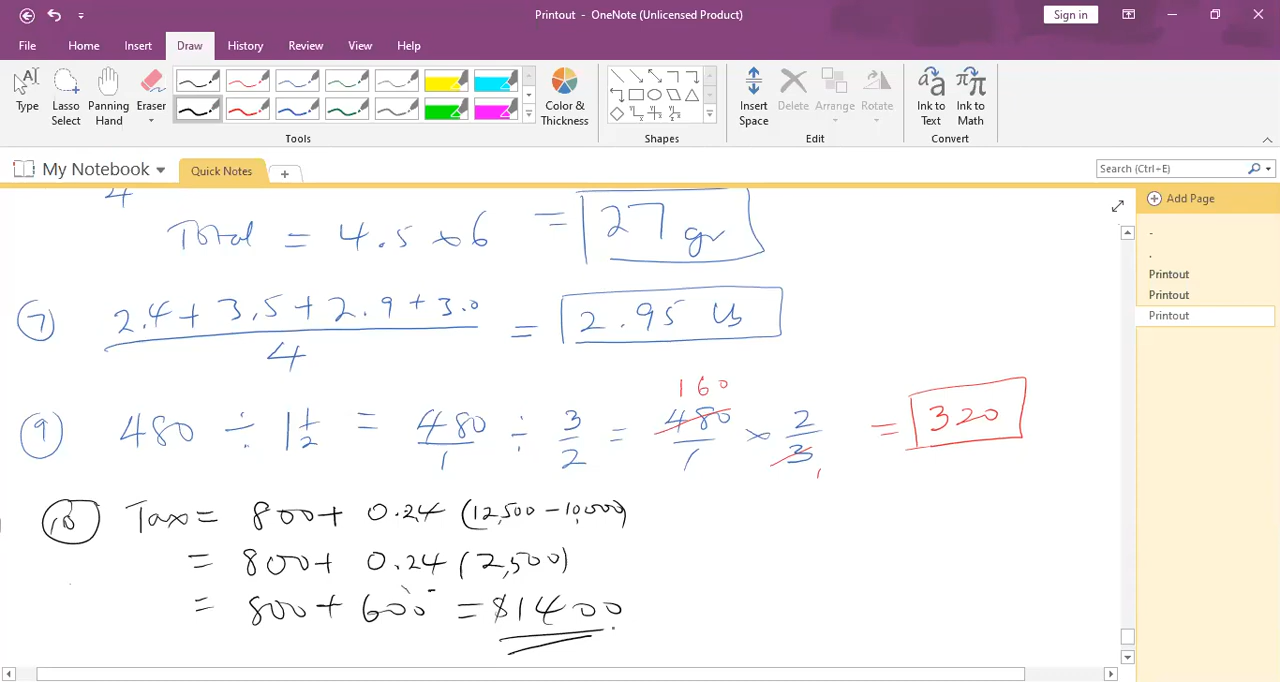 Printout - OneNote (Unlicensed Product)
Sign in
File Home Insert Draw History Review View Help
Type
Lasso Select
Panning Hand
Eraser
Color & Thickness
Insert Space
Delete
Arrange
Rotate
Ink to Text
Ink to Math
Tools
Shapes
Edit
Convert
My Notebook
Quick Notes
Search (Ctrl+E)
Add Page
-
.
Printout
Printout
Printout
4
Total = 4.5 x 6 = 27 gr
7 2.4 + 3.5 + 2.9 + 3.0 / 4 = 2.95 lb
9 480 ÷ 1 1/2 = 480/1 ÷ 3/2 = 480/1 x 2/3 = 320
160
1
10 Tax = 800 + 0.24 (12,500 - 10,000)
= 800 + 0.24 (2,500)
= 800 + 600 = $1400